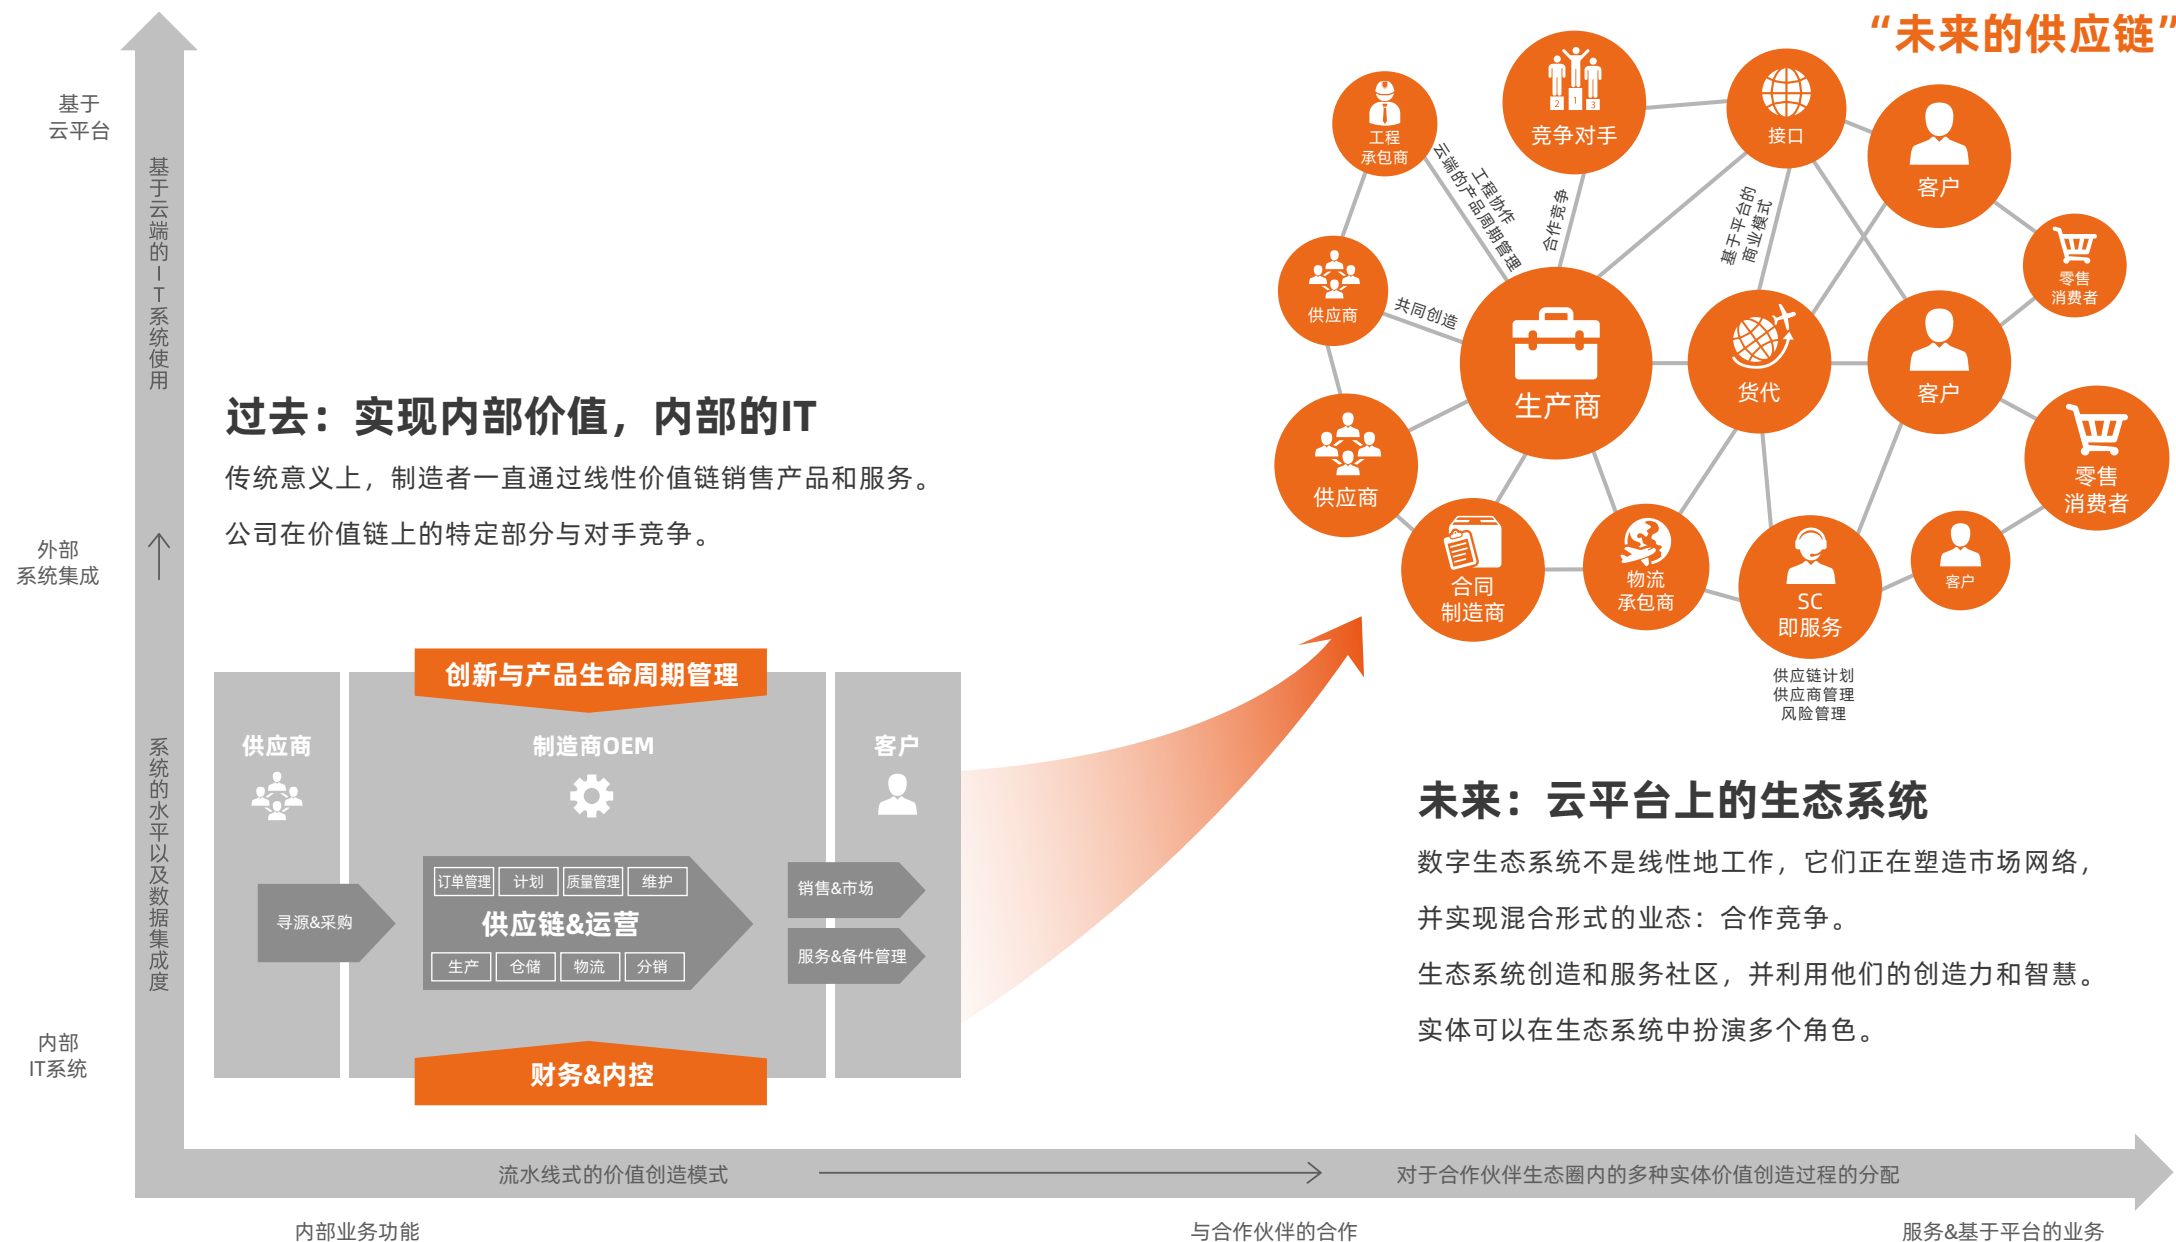 “未来的供应链”
基于
云平台
基于云端的IT系统使用
外部
系统集成
系统的水平以及数据集成度
内部
IT系统
过去：实现内部价值，内部的IT
传统意义上，制造者一直通过线性价值链销售产品和服务。
公司在价值链上的特定部分与对手竞争。
创新与产品生命周期管理
供应商
制造商OEM
客户
寻源&采购
订单管理
计划
质量管理
维护
供应链&运营
生产
仓储
物流
分销
销售&市场
服务&备件管理
财务&内控
工程
承包商
竞争对手
接口
客户
零售
消费者
工程协作
云端的产品周期管理
合作竞争
基于平台的
商业模式
供应商
共同创造
生产商
货代
客户
供应商
零售
消费者
合同
制造商
物流
承包商
SC
即服务
客户
供应链计划
供应商管理
风险管理
未来：云平台上的生态系统
数字生态系统不是线性地工作，它们正在塑造市场网络，
并实现混合形式的业态：合作竞争。
生态系统创造和服务社区，并利用他们的创造力和智慧。
实体可以在生态系统中扮演多个角色。
流水线式的价值创造模式
对于合作伙伴生态圈内的多种实体价值创造过程的分配
内部业务功能
与合作伙伴的合作
服务&基于平台的业务
2
1
3